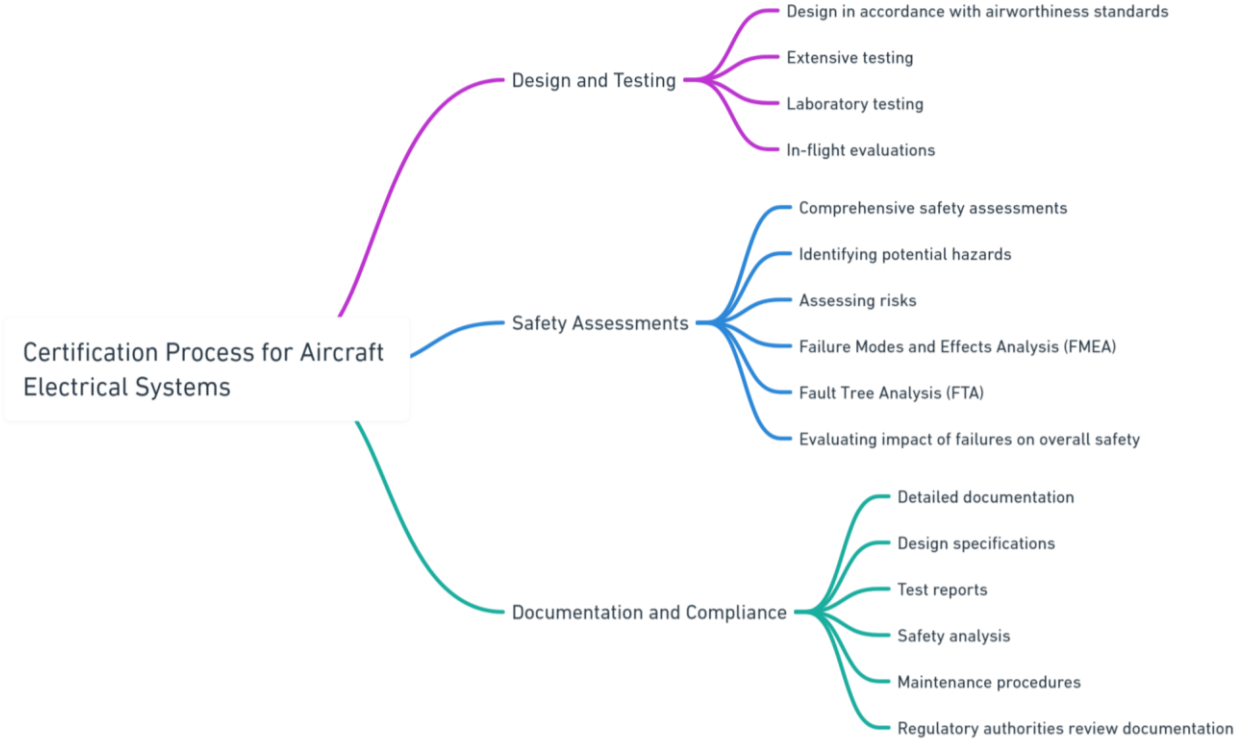 Certification Process for Aircraft
Electrical Systems
Design and Testing
Design in accordance with airworthiness standards
Extensive testing
Laboratory testing
In-flight evaluations
Safety Assessments
Comprehensive safety assessments
Identifying potential hazards
Assessing risks
Failure Modes and Effects Analysis (FMEA)
Fault Tree Analysis (FTA)
Evaluating impact of failures on overall safety
Documentation and Compliance
Detailed documentation
Design specifications
Test reports
Safety analysis
Maintenance procedures
Regulatory authorities review documentation